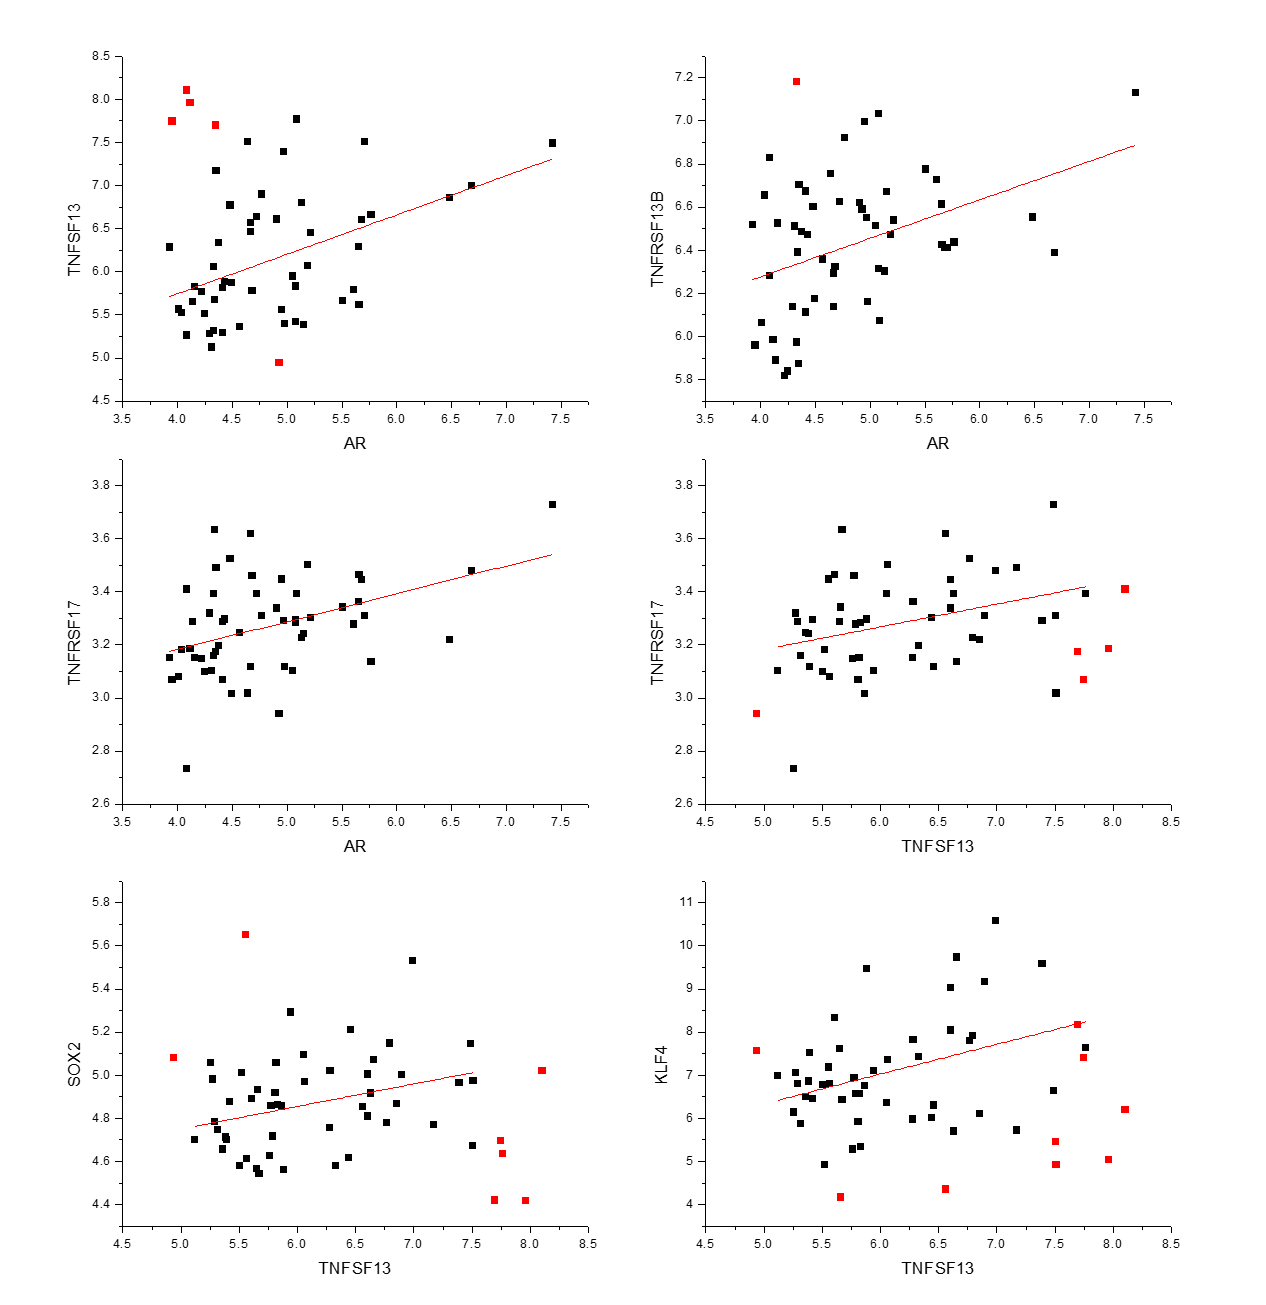 8.5
8.0
7.5
7.0
6.5
6.0
5.5
5.0
4.5
TNFSF13
3.5 4.0 4.5 5.0 5.5 6.0 6.5 7.0 7.5
AR
7.2
7.0
6.8
6.6
6.4
6.2
6.0
5.8
TNFRSF13B
3.5 4.0 4.5 5.0 5.5 6.0 6.5 7.0 7.5
AR
3.8
3.6
3.4
3.2
3.0
2.8
2.6
TNFRSF17
3.5 4.0 4.5 5.0 5.5 6.0 6.5 7.0 7.5
AR
3.8
3.6
3.4
3.2
3.0
2.8
2.6
TNFRSF17
4.5 5.0 5.5 6.0 6.5 7.0 7.5 8.0 8.5
TNFSF13
5.8
5.6
5.4
5.2
5.0
4.8
4.6
4.4
SOX2
4.5 5.0 5.5 6.0 6.5 7.0 7.5 8.0 8.5
TNFSF13
11
10
9
8
7
6
5
4
KLF4
4.5 5.0 5.5 6.0 6.5 7.0 7.5 8.0 8.5
TNFSF13